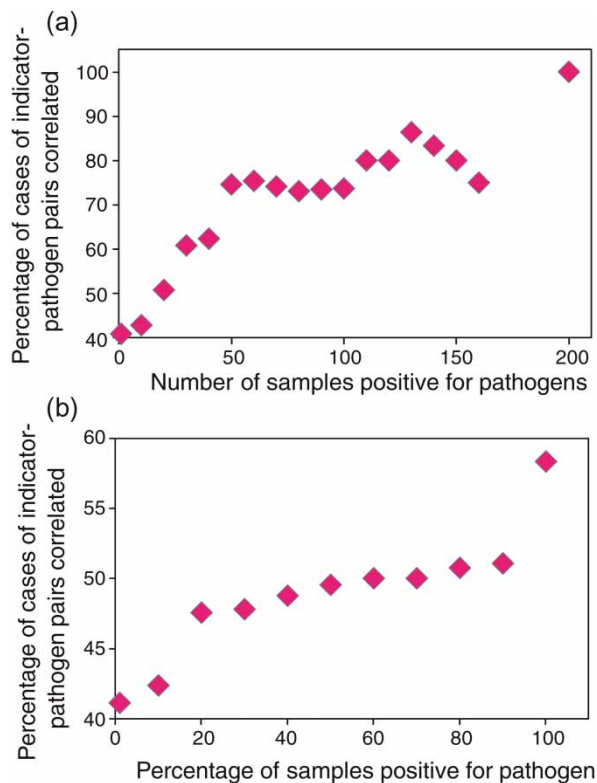 (a)
Percentage of cases of indicator-
pathogen pairs correlated
100
90
80
70
60
50
40
0
50
100
150
200
Number of samples positive for pathogens
(b)
Percentage of cases of indicator-
pathogen pairs correlated
60
55
50
45
40
0
20
40
60
80
100
Percentage of samples positive for pathogen